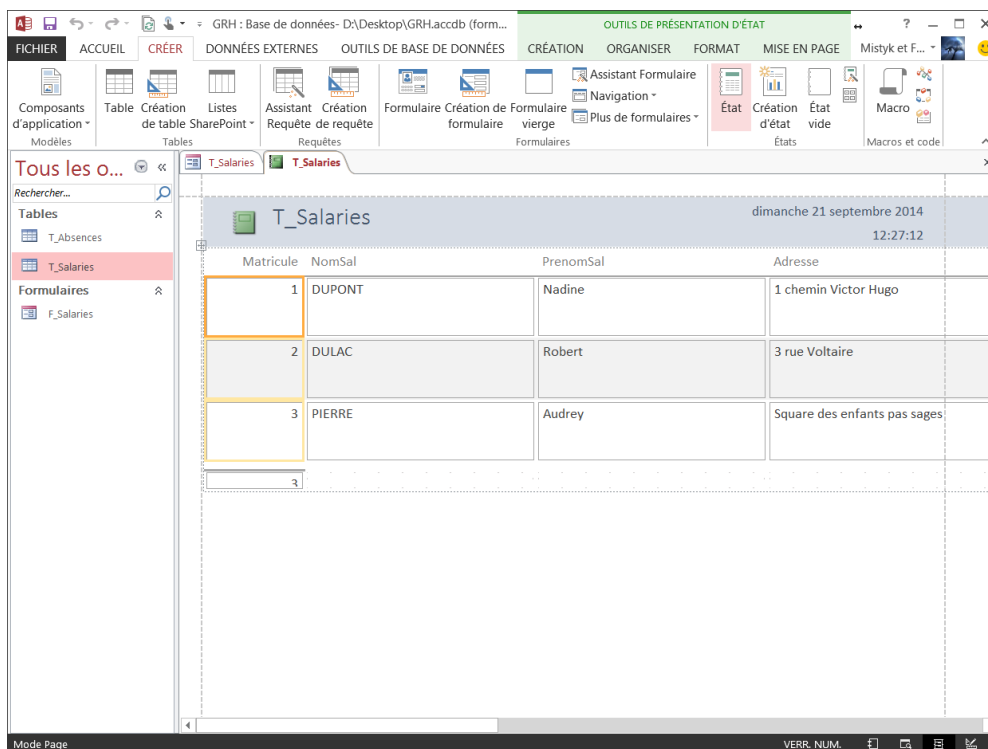 GRH : Base de données- D:\Desktop\GRH.accdb (form...
OUTILS DE PRÉSENTATION D'ÉTAT
?
FICHIER ACCUEIL CRÉER DONNÉES EXTERNES OUTILS DE BASE DE DONNÉES CRÉATION ORGANISER FORMAT MISE EN PAGE Mistyk et F...
Composants d'application
Table
Création de table
Listes SharePoint
Assistant Requête
Création de requête
Formulaire
Création de formulaire
Formulaire vierge
Assistant Formulaire
Navigation
Plus de formulaires
État
Création d'état
État vide
Macro
Modèles Tables Requêtes Formulaires États Macros et code
Tous les o... «
Rechercher...
Tables
T_Absences
T_Salaries
Formulaires
F_Salaries
T_Salaries T_Salaries
T_Salaries
dimanche 21 septembre 2014
12:27:12
Matricule NomSal PrenomSal Adresse
1 DUPONT Nadine 1 chemin Victor Hugo
2 DULAC Robert 3 rue Voltaire
3 PIERRE Audrey Square des enfants pas sages
3
Mode Page VERR. NUM.